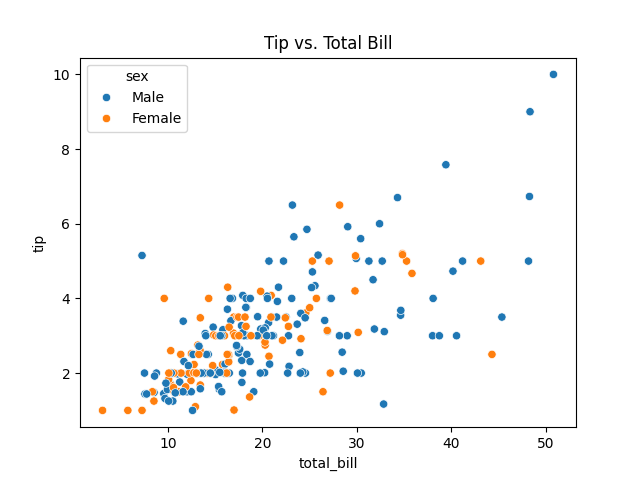 Tip vs. Total Bill
sex
Male
Female
10
8
6
4
2
tip
10
20
30
40
50
total_bill